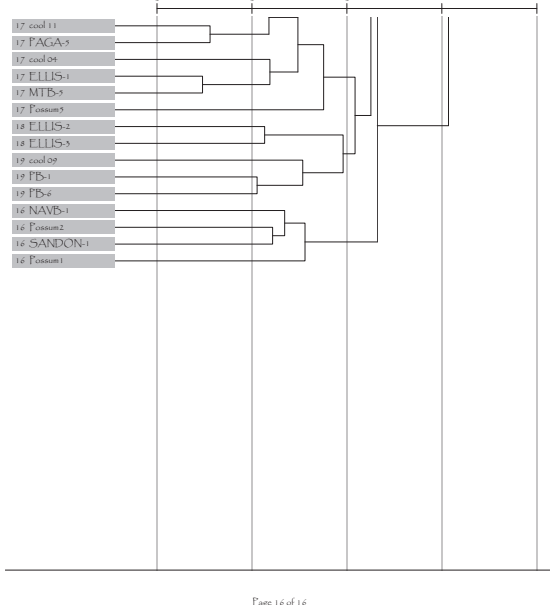 17 cool 11
17 PAGA-5
17 cool 04
17 ELLIS-1
17 MTB-5
17 Possum5
18 ELLIS-2
18 ELLIS-3
19 cool 09
19 PB-1
19 PB-6
16 NAVB-1
16 Possum2
16 SANDON-1
16 Possum1
Page 16 of 16